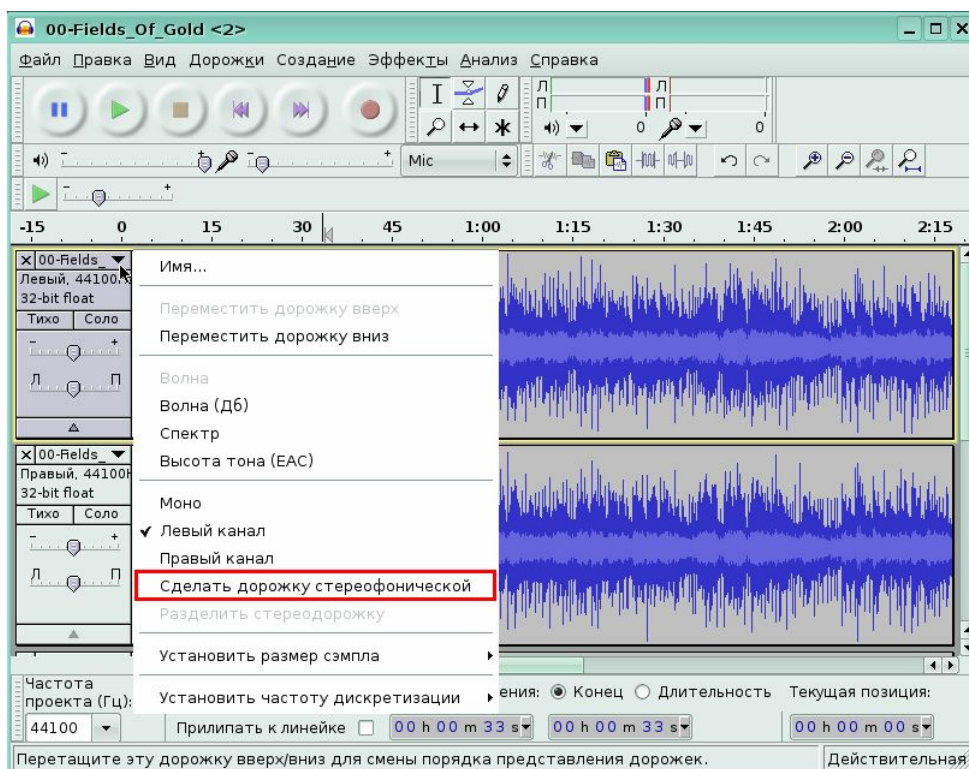 00-Fields_Of_Gold <2>
Файл Правка Вид Дорожки Создание Эффекты Анализ Справка
Л
П
Л
П
0
0
Mic
-15 0 15 30 45 1:00 1:15 1:30 1:45 2:00 2:15
00-Fields_
Левый, 44100
32-bit float
Тихо Соло
- +
Л П
Имя...
Переместить дорожку вверх
Переместить дорожку вниз
Волна
Волна (Дб)
Спектр
Высота тона (EAC)
Моно
Левый канал
Правый канал
Сделать дорожку стереофонической
Разделить стереодорожку
Установить размер сэмпла
Установить частоту дискретизации
00-Fields_
Правый, 44100
32-bit float
Тихо Соло
- +
Л П
Частота
проекта (Гц):
44100
ения: Конец Длительность Текущая позиция:
Прилипать к линейке 00 h 00 m 33 s 00 h 00 m 33 s 00 h 00 m 00 s
Перетащите эту дорожку вверх/вниз для смены порядка представления дорожек. Действительная